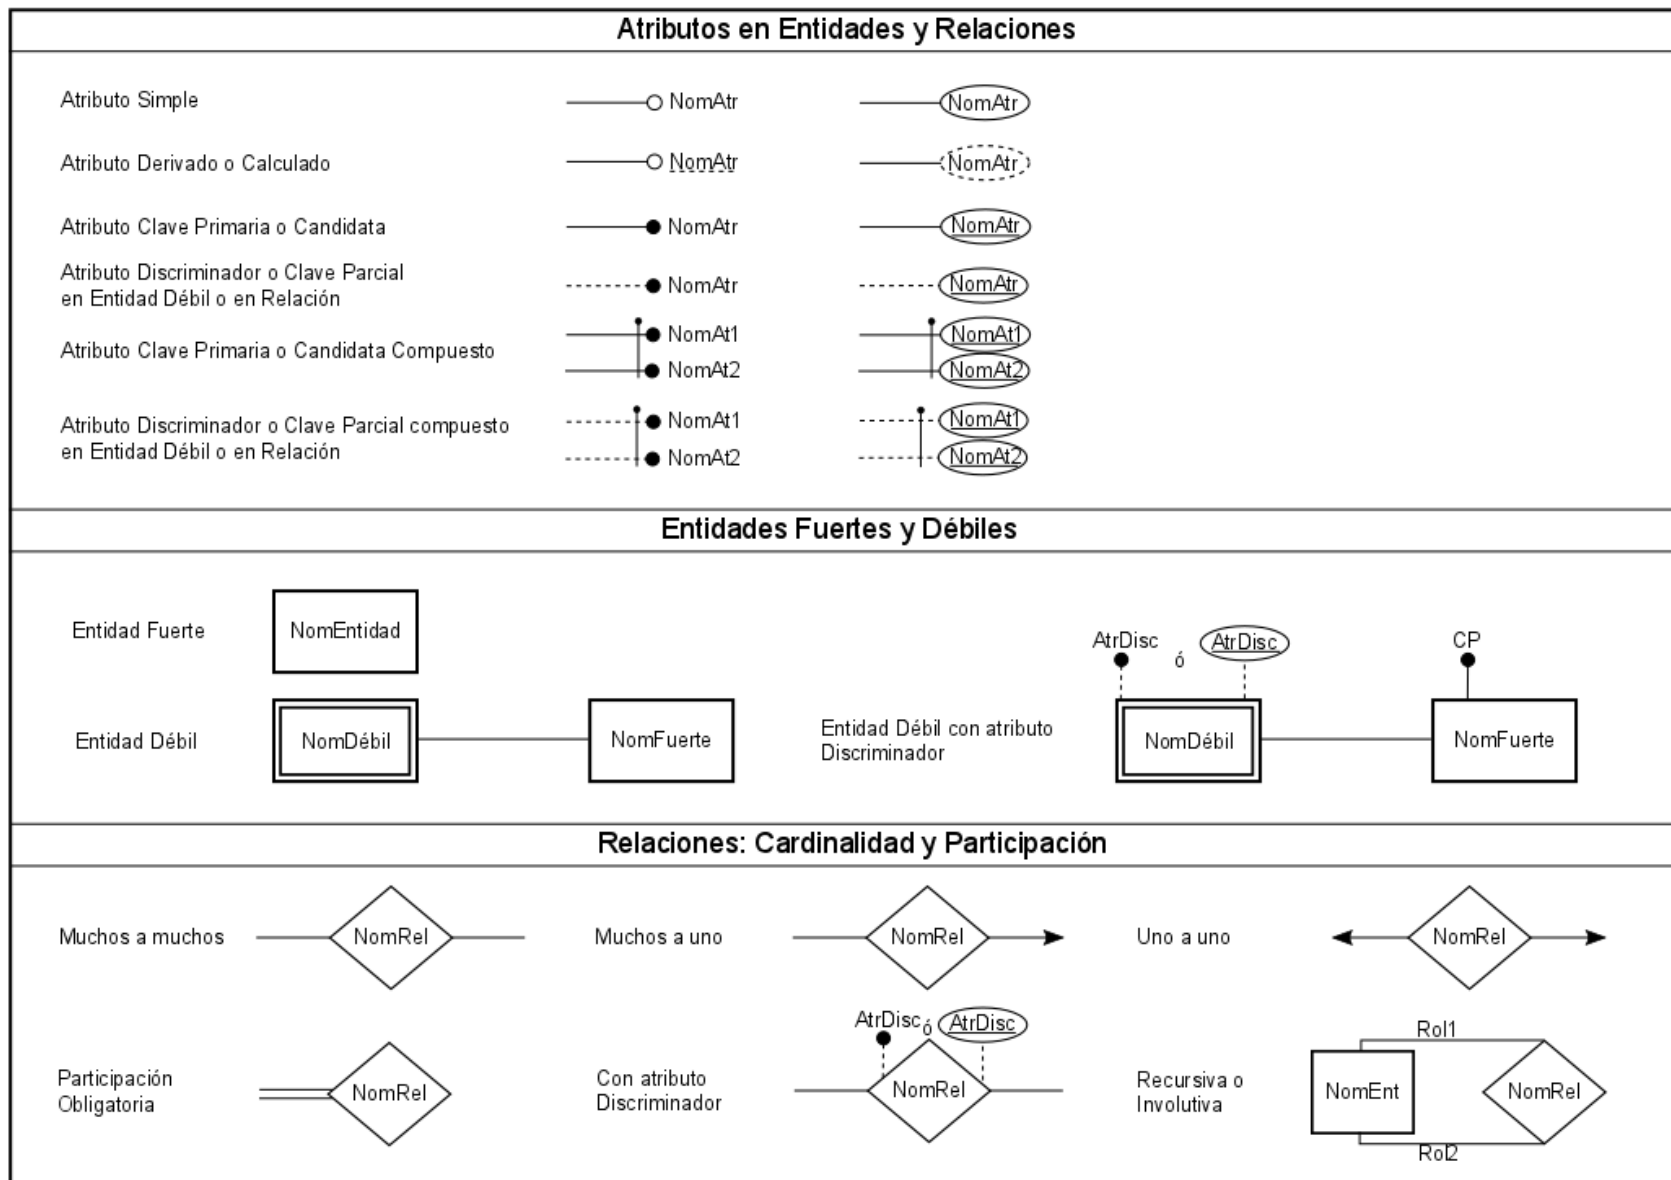 Atributos en Entidades y Relaciones
Atributo Simple
NomAtr
NomAtr
Atributo Derivado o Calculado
NomAtr
NomAtr
Atributo Clave Primaria o Candidata
NomAtr
NomAtr
Atributo Discriminador o Clave Parcial
en Entidad Débil o en Relación
NomAtr
NomAtr
Atributo Clave Primaria o Candidata Compuesto
NomAt1
NomAt2
NomAt1
NomAt2
Atributo Discriminador o Clave Parcial compuesto
en Entidad Débil o en Relación
NomAt1
NomAt2
NomAt1
NomAt2
Entidades Fuertes y Débiles
Entidad Fuerte
NomEntidad
Entidad Débil
NomDébil
NomFuerte
Entidad Débil con atributo
Discriminador
AtrDisc
ó
AtrDisc
CP
NomDébil
NomFuerte
Relaciones: Cardinalidad y Participación
Muchos a muchos
NomRel
Muchos a uno
NomRel
Uno a uno
NomRel
Participación
Obligatoria
NomRel
Con atributo
Discriminador
AtrDisc
ó
AtrDisc
NomRel
Recursiva o
Involutiva
Rol1
NomEnt
NomRel
Rol2